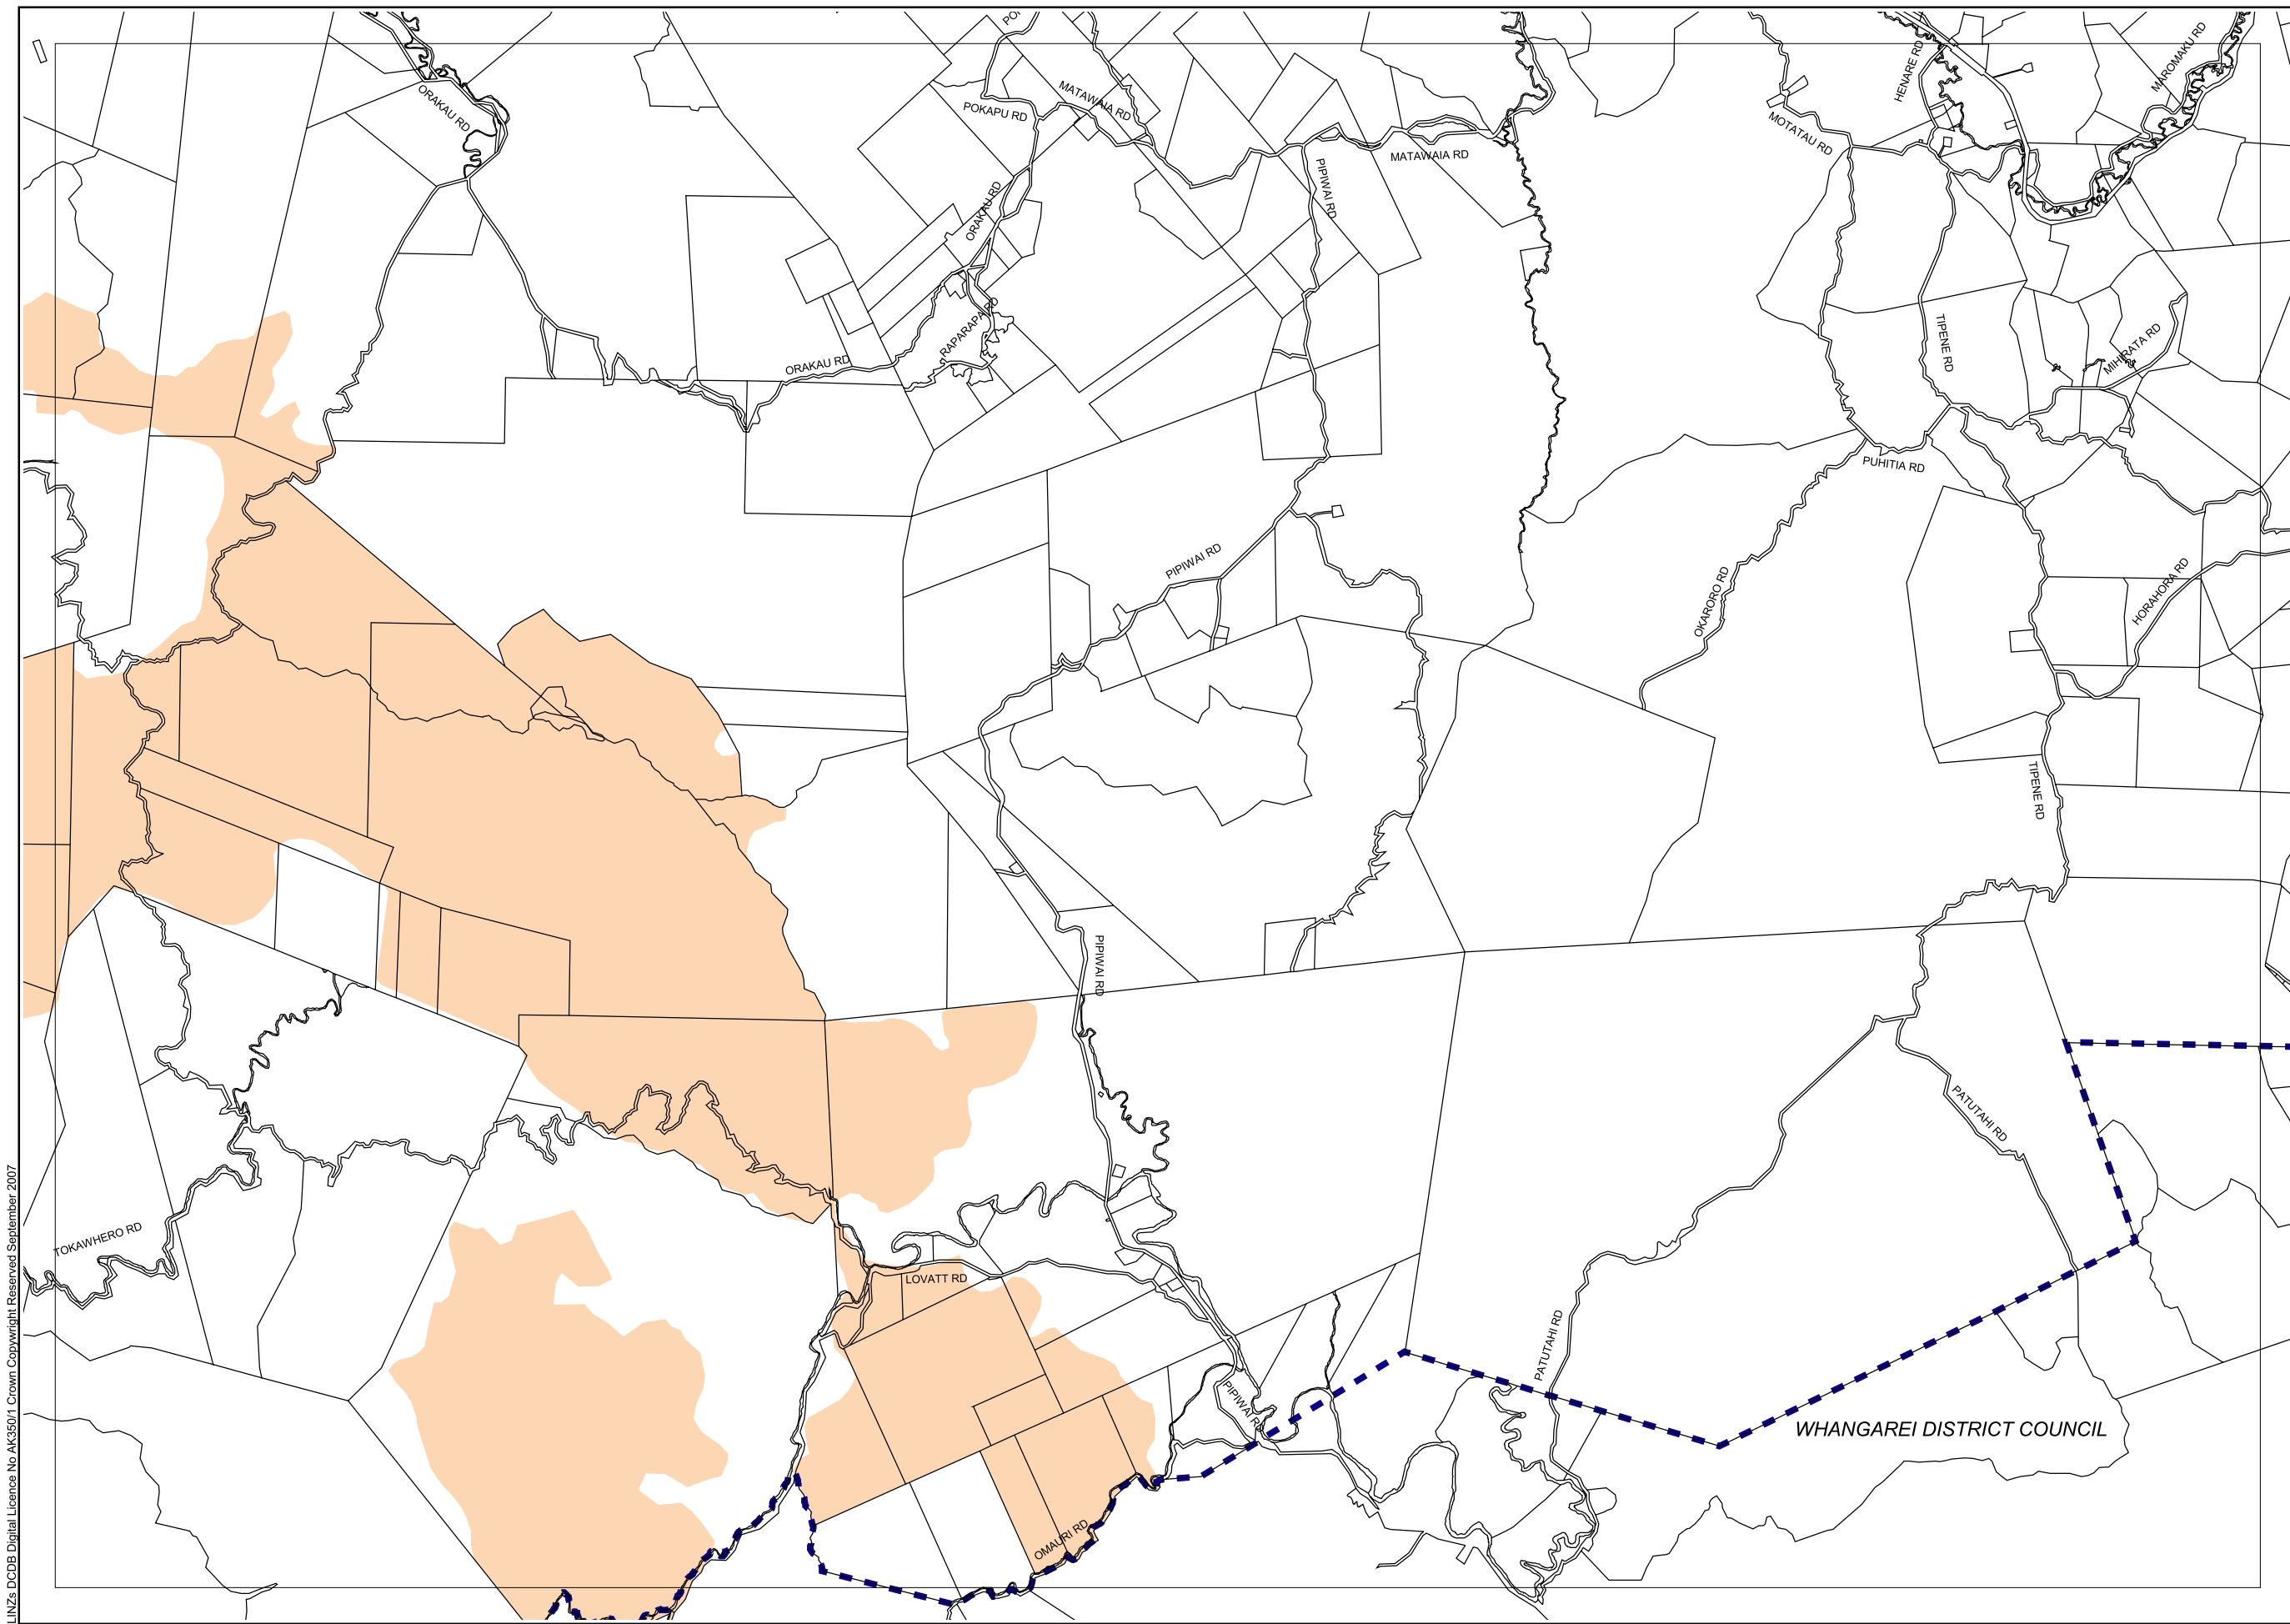 HENARE RD
MAROMAKU RD
ORAKAU RD
POKAPU RD
MATAWAIA RD
MOTATAU RD
MATAWAIA RD
PIPIWAI RD
ORAKAU RD
RAPARAPA RD
ORAKAU RD
TIPENE RD
MIHIRATA RD
PUHITIA RD
PIPIWAI RD
OKARORO RD
HORAHORA RD
TIPENE RD
PIPIWAI RD
PATUTAHI RD
TOKAWHERO RD
LOVATT RD
PATUTAHI RD
PIPIWAI RD
WHANGAREI DISTRICT COUNCIL
OMAURI RD
LINZs DCDB Digital Licence No AK350/1 Crown Copywright Reserved September 2007